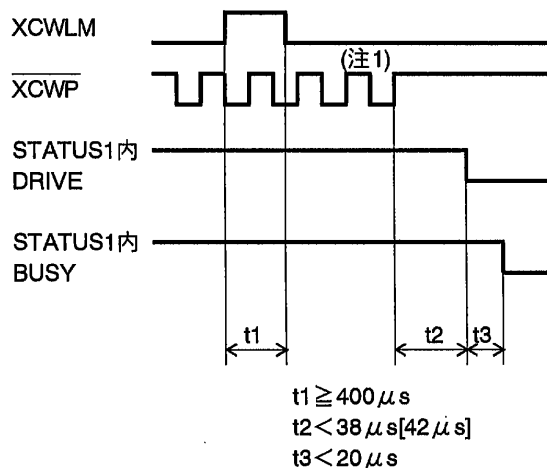 XCWLM
(注1)
XCWP
STATUS1内
DRIVE
STATUS1内
BUSY
t1
t2
t3
t1≧400μs
t2<38μs[42μs]
t3<20μs